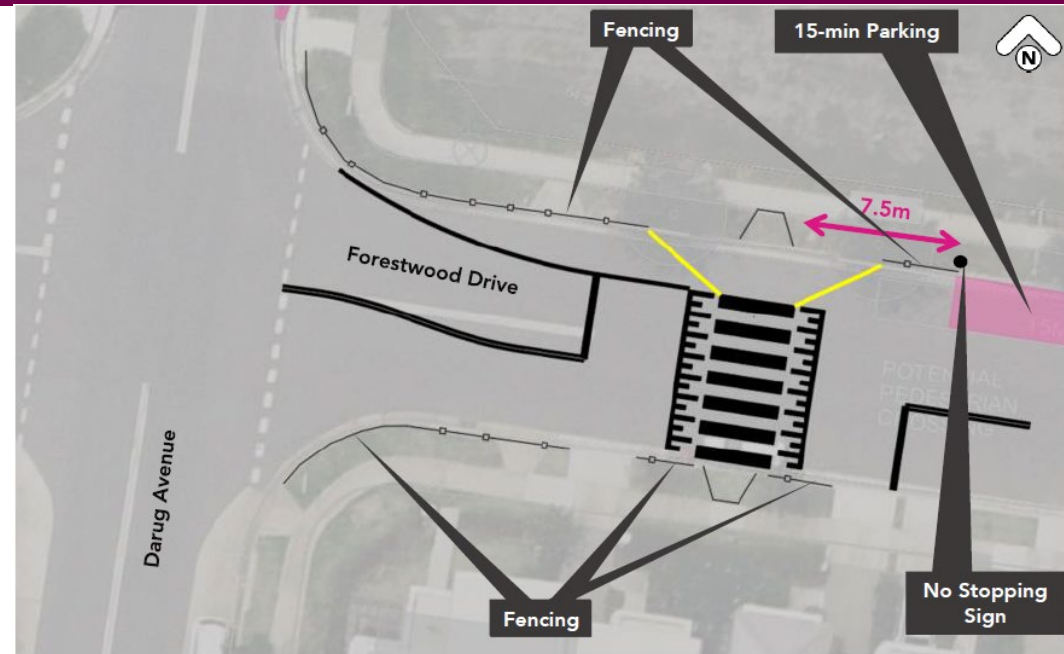 Fencing
15-min Parking
N
7.5m
Forestwood Drive
POTENTIAL
PEDESTRIAN
CROSSING
Darug Avenue
No Stopping
Sign
Fencing